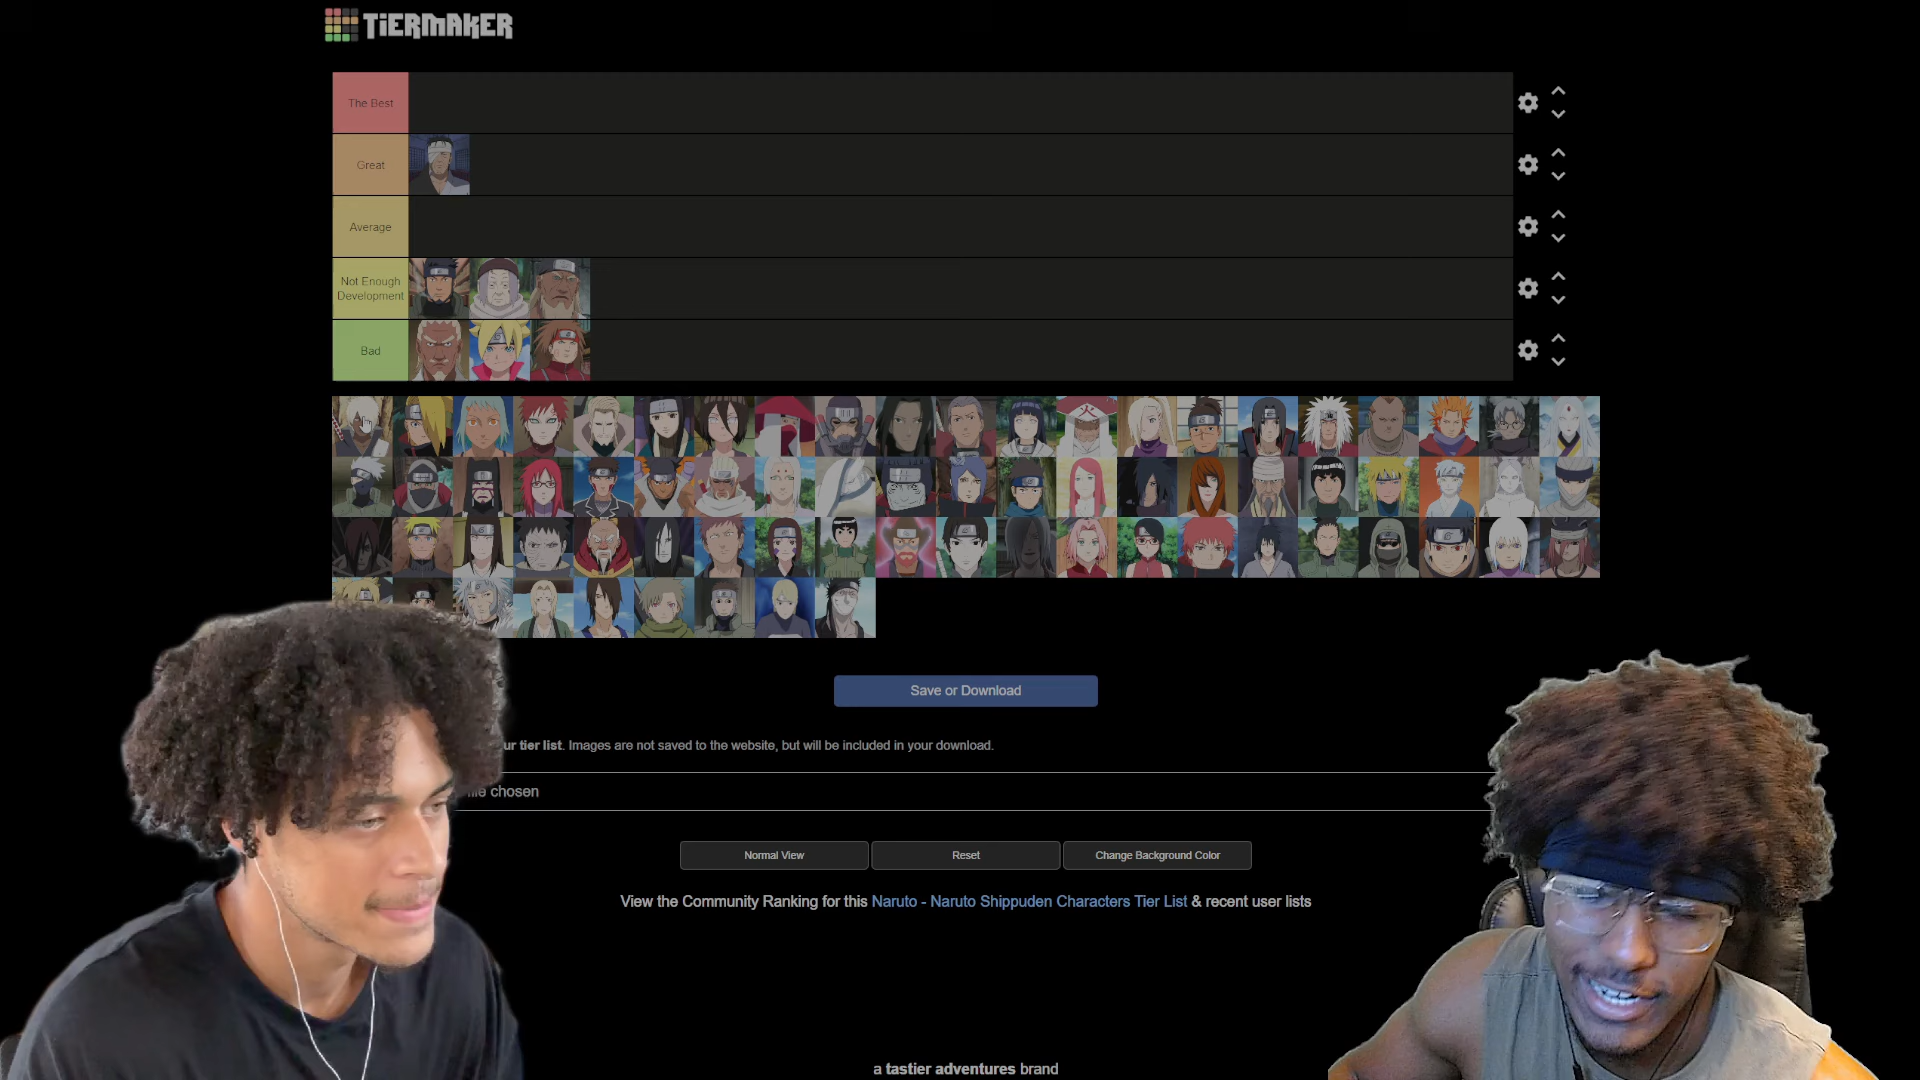 TIERMAKER
The Best
Great
Average
Not Enough
Development
Bad
Save or Download
ur tier list. Images are not saved to the website, but will be included in your download.
file chosen
Normal View
Reset
Change Background Color
View the Community Ranking for this Naruto - Naruto Shippuden Characters Tier List & recent user lists
a tastier adventures brand